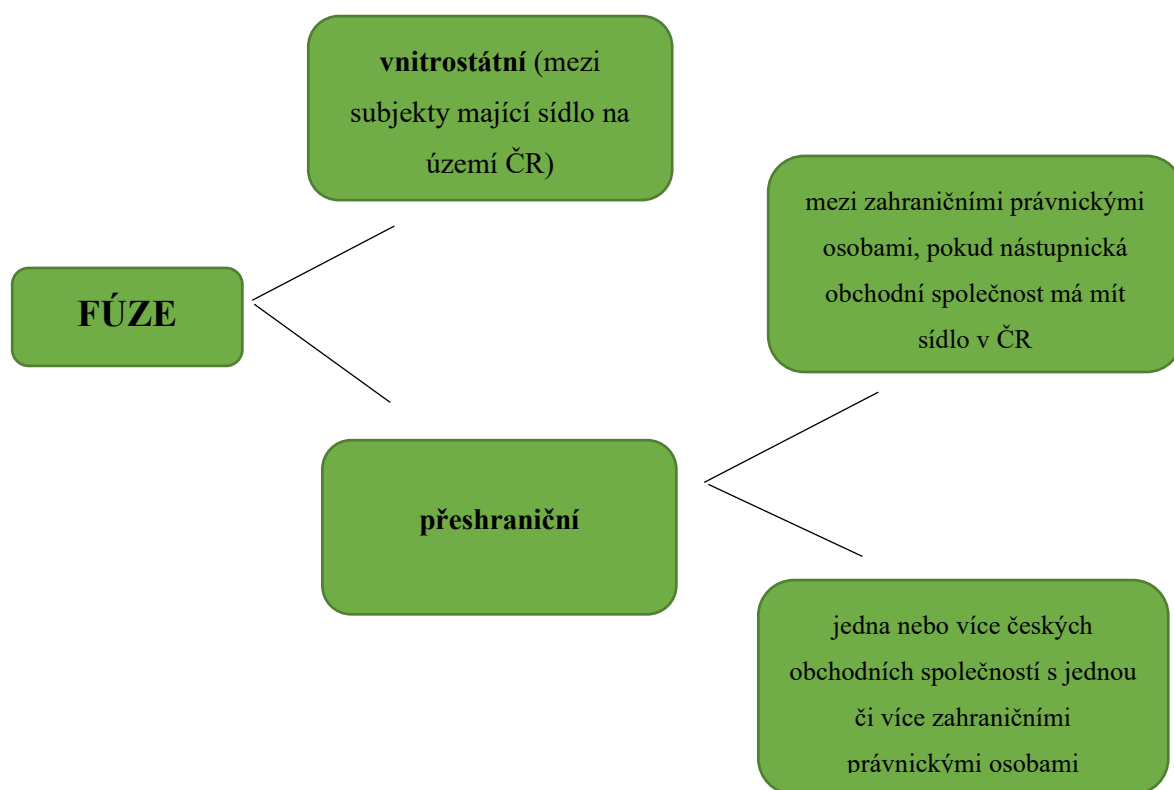 vnitrostátní (mezi
subjekty mající sídlo na
území ČR)
mezi zahraničními právnickými
osobami, pokud nástupnická
obchodní společnost má mít
sídlo v ČR
FÚZE
přeshraniční
jedna nebo více českých
obchodních společností s jednou
či více zahraničními
právnickými osobami